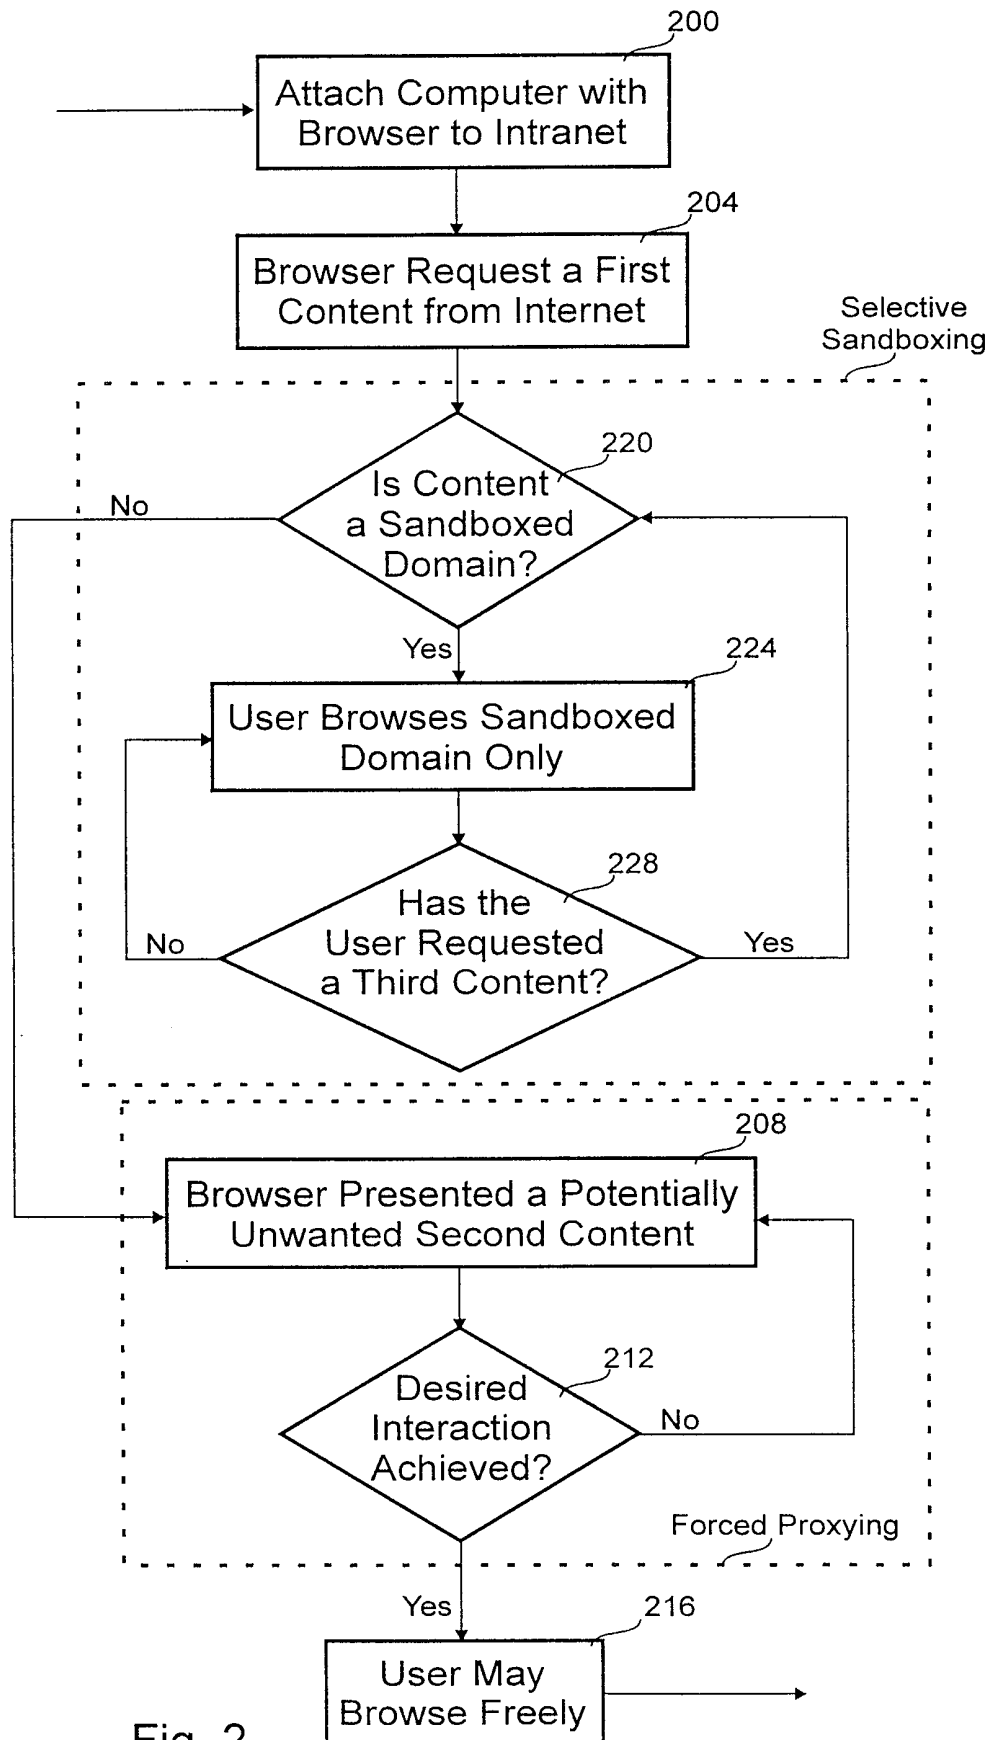 200
Attach Computer with
Browser to Intranet
204
Browser Request a First
Content from Internet
Selective
Sandboxing
220
Is Content
a Sandboxed
Domain?
No
Yes
224
User Browses Sandboxed
Domain Only
228
Has the
User Requested
a Third Content?
No
Yes
208
Browser Presented a Potentially
Unwanted Second Content
212
Desired
Interaction
Achieved?
No
Forced Proxying
Yes
216
User May
Browse Freely
Fig. 2